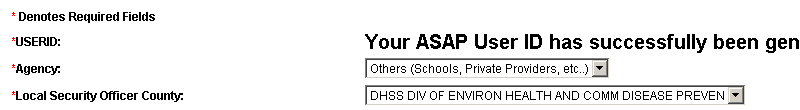 * Denotes Required Fields
*USERID: Your ASAP User ID has successfully been gen
*Agency: Others (Schools, Private Providers, etc..)
*Local Security Officer County: DHSS DIV OF ENVIRON HEALTH AND COMM DISEASE PREVEN